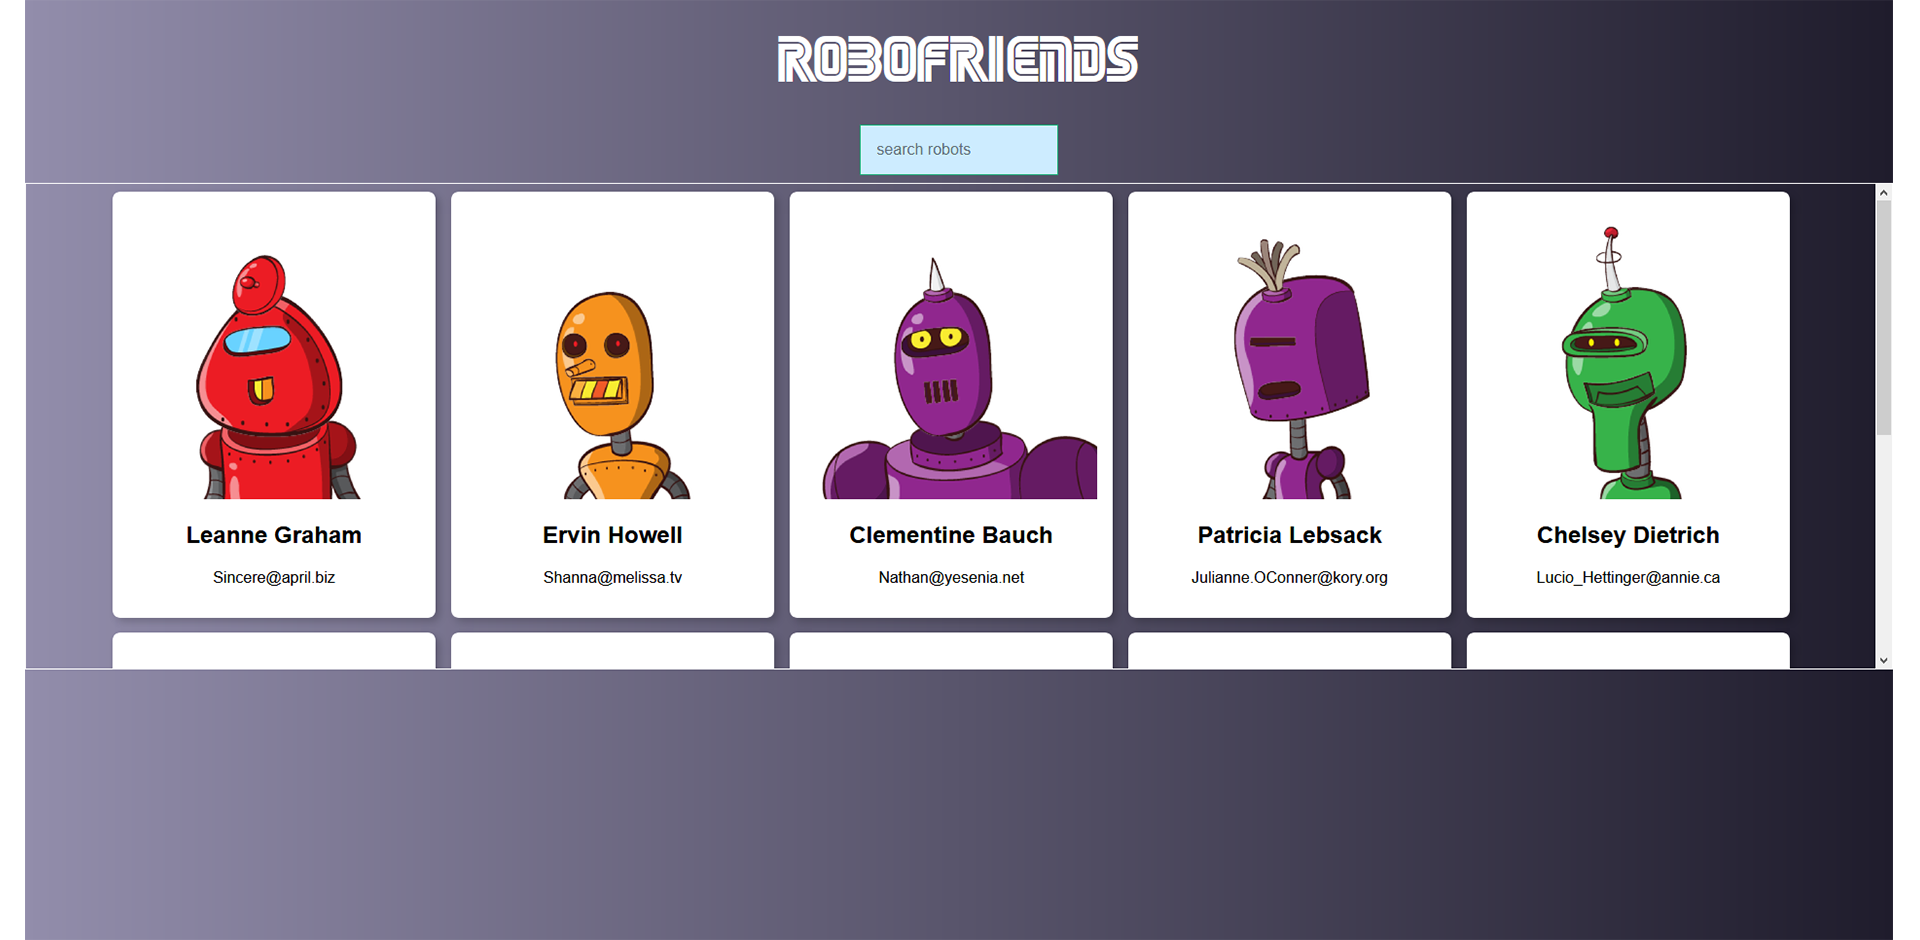 ROBOFRIENDS
search robots
Leanne Graham
Sincere@april.biz
Ervin Howell
Shanna@melissa.tv
Clementine Bauch
Nathan@yesenia.net
Patricia Lebsack
Julianne.OConner@kory.org
Chelsey Dietrich
Lucio_Hettinger@annie.ca